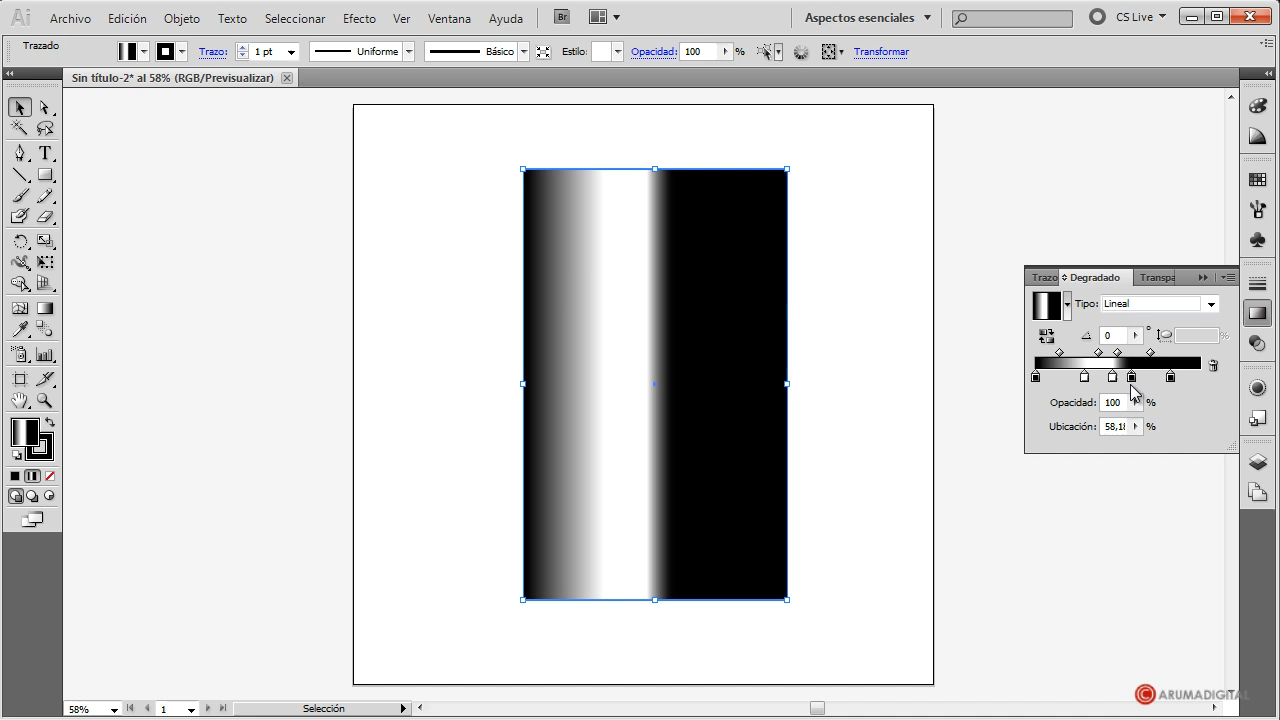 Ai Archivo Edición Objeto Texto Seleccionar Efecto Ver Ventana Ayuda Br Aspectos esenciales CS Live
Trazado Trazo: 1 pt Uniforme Básico Estilo: Opacidad: 100 % Transformar
Sin título-2* al 58% (RGB/Previsualizar)
T
Trazo Degradado Transpa
Tipo: Lineal
0 ° %
Opacidad: 100 %
Ubicación: 58,18 %
58% 1 Selección
C ARUMADIGITAL